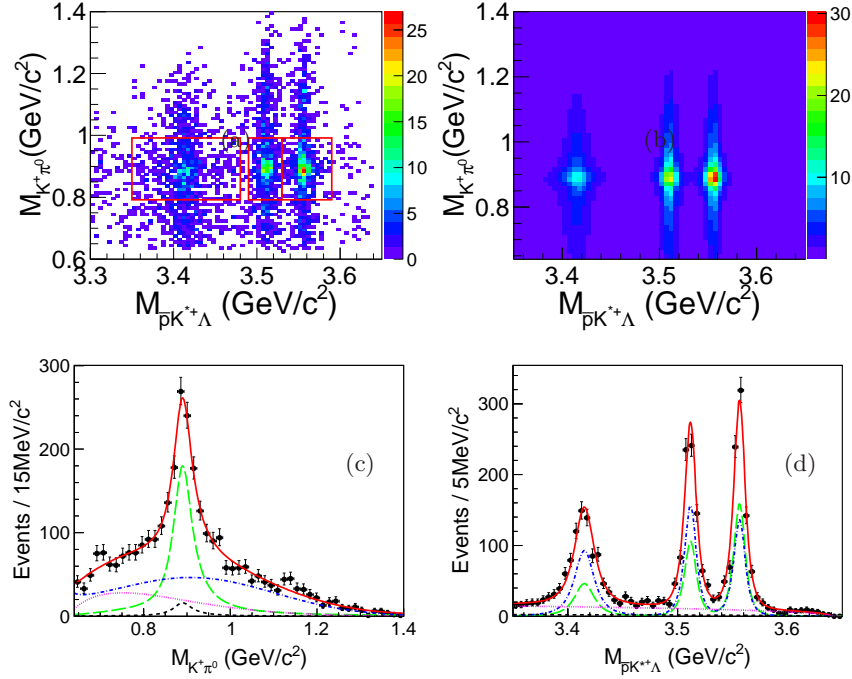 1.4
1.2
1
0.8
0.6
M_{K⁺π⁰}(GeV/c²)
(a)
25
20
15
10
5
0
3.3 3.4 3.5 3.6
M_{p̅K*⁺Λ} (GeV/c²)
1.4
1.2
1
0.8
M_{K⁺π⁰}(GeV/c²)
(b)
30
20
10
3.4 3.5 3.6
M_{p̅K*⁺Λ} (GeV/c²)
300
200
100
0
Events / 15MeV/c²
(c)
0.8 1 1.2 1.4
M_{K⁺π⁰} (GeV/c²)
300
200
100
0
Events / 5MeV/c²
(d)
3.4 3.5 3.6
M_{p̅K*⁺Λ} (GeV/c²)